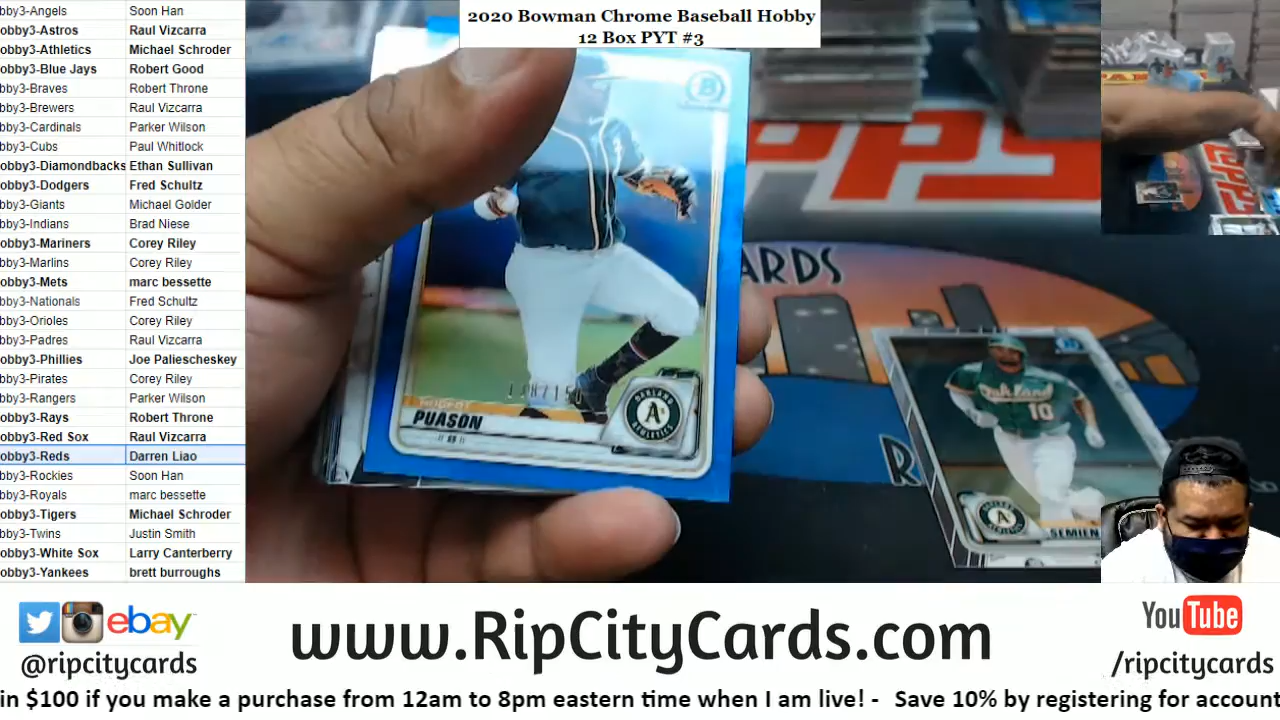 2020 Bowman Chrome Baseball Hobby
12 Box PYT #3
bby3-Angels Soon Han
obby3-Astros Raul Vizcarra
obby3-Athletics Michael Schroder
obby3-Blue Jays Robert Good
bby3-Braves Robert Throne
bby3-Brewers Raul Vizcarra
bby3-Cardinals Parker Wilson
bby3-Cubs Paul Whitlock
obby3-Diamondbacks Ethan Sullivan
obby3-Dodgers Fred Schultz
bby3-Giants Michael Golder
bby3-Indians Brad Niese
obby3-Mariners Corey Riley
bby3-Marlins Corey Riley
obby3-Mets marc bessette
bby3-Nationals Fred Schultz
bby3-Orioles Corey Riley
bby3-Padres Raul Vizcarra
obby3-Phillies Joe Paliescheskey
bby3-Pirates Corey Riley
bby3-Rangers Parker Wilson
obby3-Rays Robert Throne
obby3-Red Sox Raul Vizcarra
obby3-Reds Darren Liao
bby3-Rockies Soon Han
bby3-Royals marc bessette
obby3-Tigers Michael Schroder
bby3-Twins Justin Smith
obby3-White Sox Larry Canterberry
obby3-Yankees brett burroughs
B
PUASON
OAKLAND
A's
ATHLETICS
ARDS
R
Oakland
10
A's
SEMIEN
ebay
@ripcitycards
www.RipCityCards.com
YouTube
/ripcitycards
in $100 if you make a purchase from 12am to 8pm eastern time when I am live! - Save 10% by registering for account